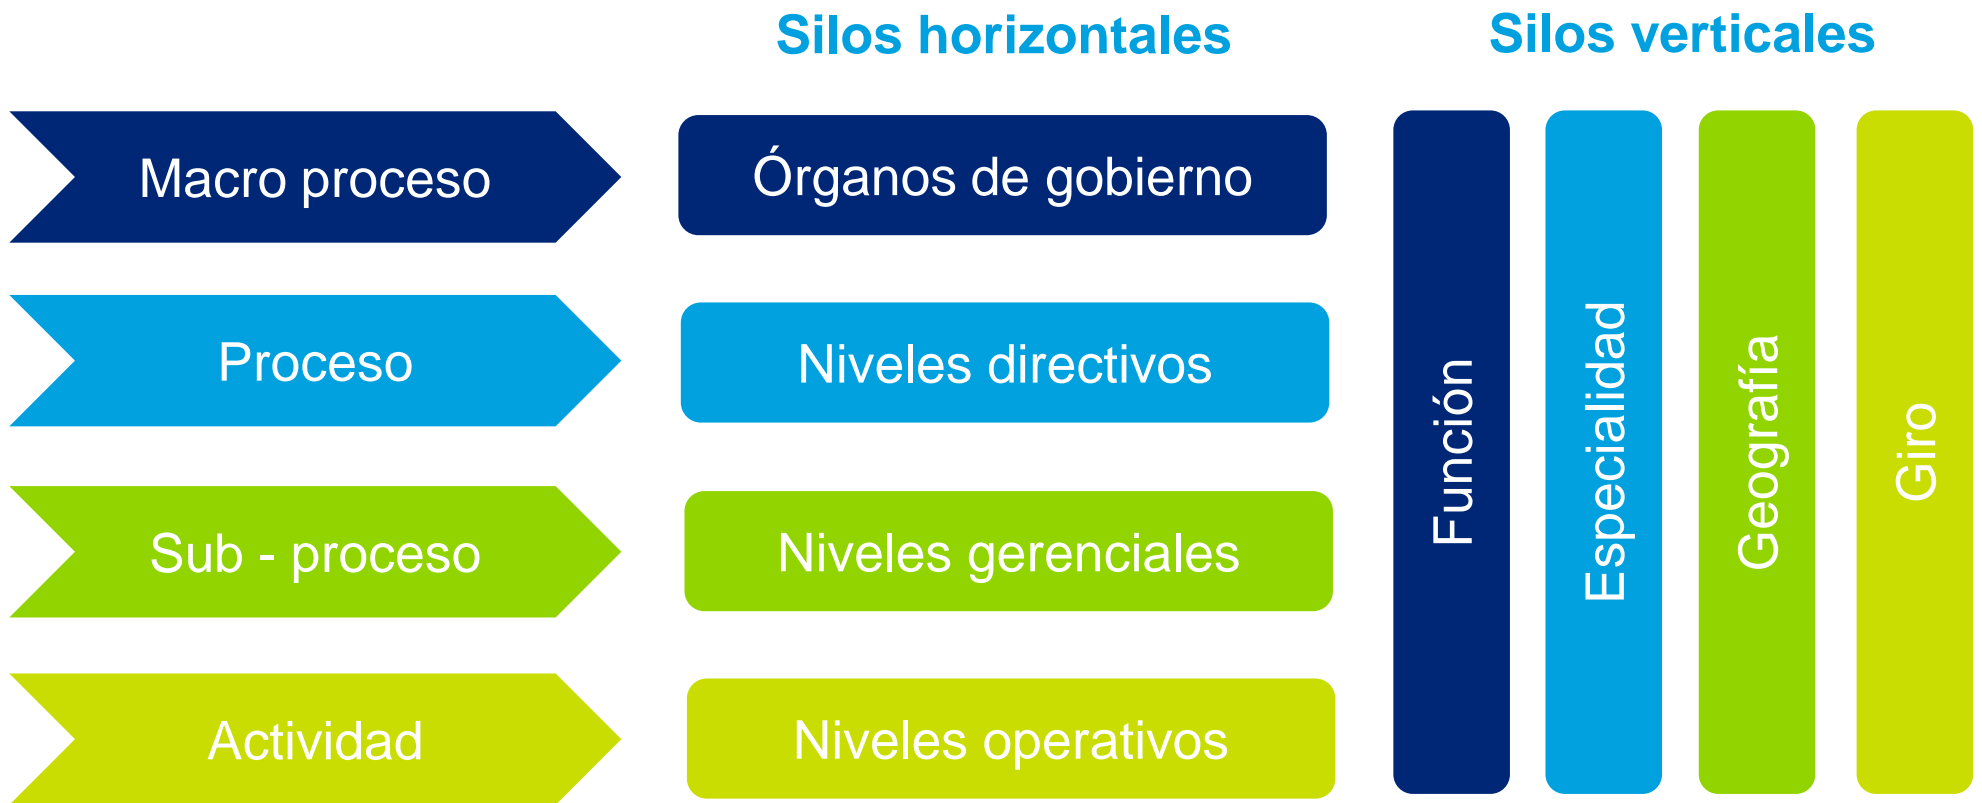 Silos horizontales
Silos verticales
Macro proceso
Órganos de gobierno
Proceso
Niveles directivos
Sub - proceso
Niveles gerenciales
Actividad
Niveles operativos
Función
Especialidad
Geografía
Giro